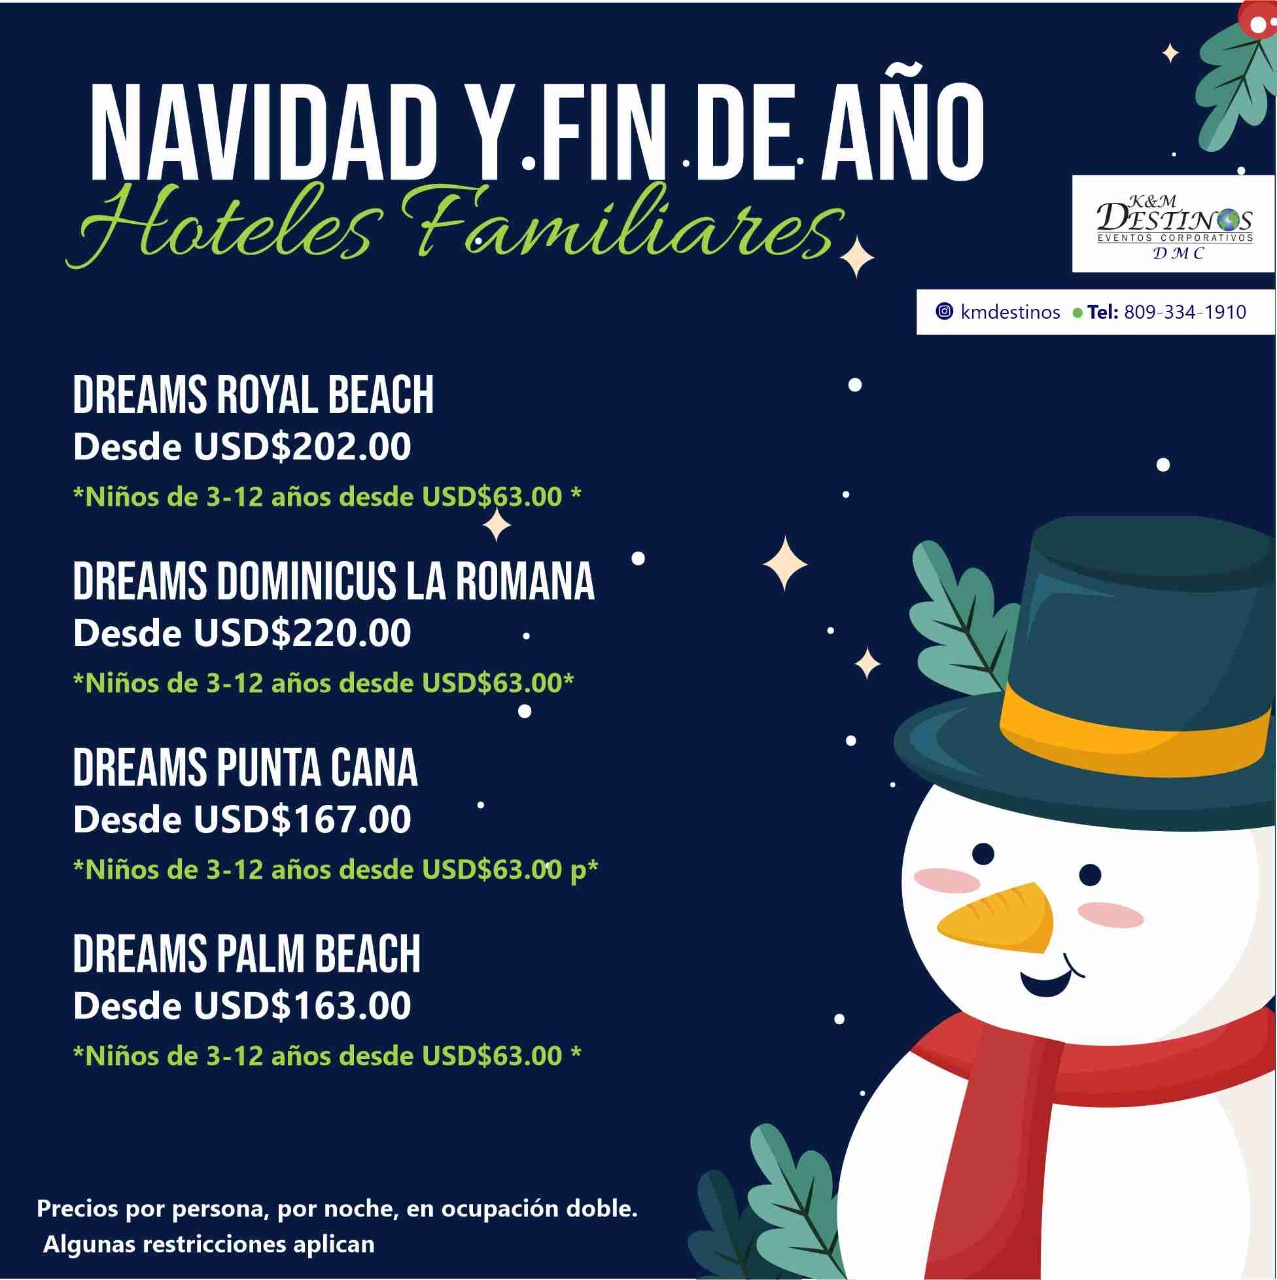 NAVIDAD Y FIN DE AÑO
Hoteles Familiares
K&M
DESTINOS
EVENTOS CORPORATIVOS
DMC
kmdestinos Tel: 809-334-1910
DREAMS ROYAL BEACH
Desde USD$202.00
*Niños de 3-12 años desde USD$63.00 *
DREAMS DOMINICUS LA ROMANA
Desde USD$220.00
*Niños de 3-12 años desde USD$63.00*
DREAMS PUNTA CANA
Desde USD$167.00
*Niños de 3-12 años desde USD$63.00 p*
DREAMS PALM BEACH
Desde USD$163.00
*Niños de 3-12 años desde USD$63.00 *
Precios por persona, por noche, en ocupación doble.
Algunas restricciones aplican